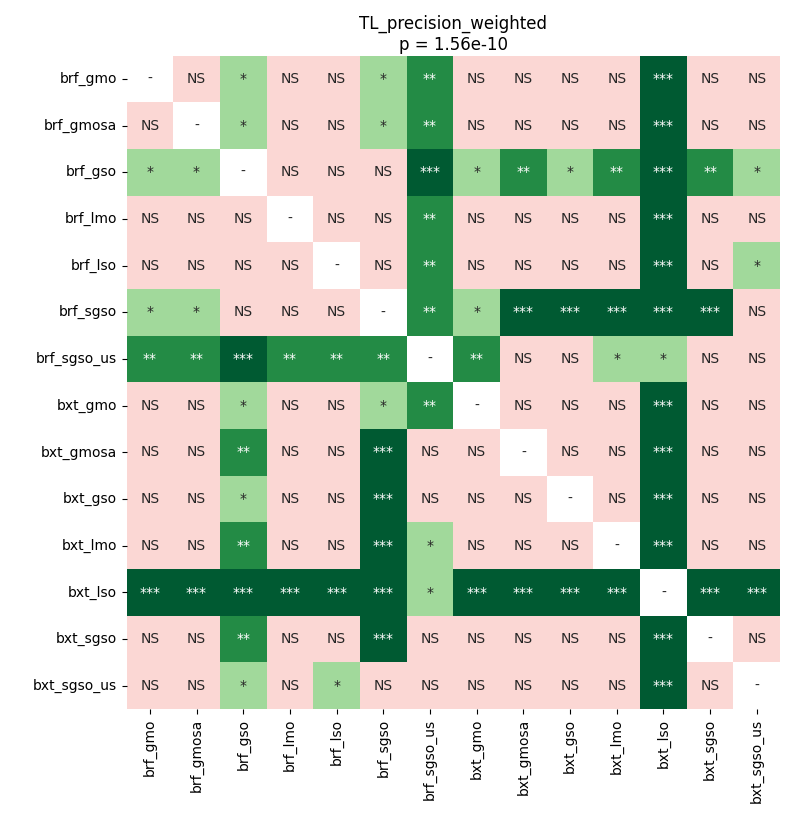 TL_precision_weighted
p = 1.56e-10
brf_gmo - NS * NS NS * ** NS NS NS NS *** NS NS
brf_gmosa NS - * NS NS * ** NS NS NS NS *** NS NS
brf_gso * * - NS NS NS *** * ** * ** *** ** *
brf_lmo NS NS NS - NS NS ** NS NS NS NS *** NS NS
brf_lso NS NS NS NS - NS ** NS NS NS NS *** NS *
brf_sgso * * NS NS NS - ** * *** *** *** *** *** NS
brf_sgso_us ** ** *** ** ** ** - ** NS NS * * NS NS
bxt_gmo NS NS * NS NS * ** - NS NS NS *** NS NS
bxt_gmosa NS NS ** NS NS *** NS NS - NS NS *** NS NS
bxt_gso NS NS * NS NS *** NS NS NS - NS *** NS NS
bxt_lmo NS NS ** NS NS *** * NS NS NS - *** NS NS
bxt_lso *** *** *** *** *** *** * *** *** *** *** - *** ***
bxt_sgso NS NS ** NS NS *** NS NS NS NS NS *** - NS
bxt_sgso_us NS NS * NS * NS NS NS NS NS NS *** NS -
brf_gmo brf_gmosa brf_gso brf_lmo brf_lso brf_sgso brf_sgso_us bxt_gmo bxt_gmosa bxt_gso bxt_lmo bxt_lso bxt_sgso bxt_sgso_us